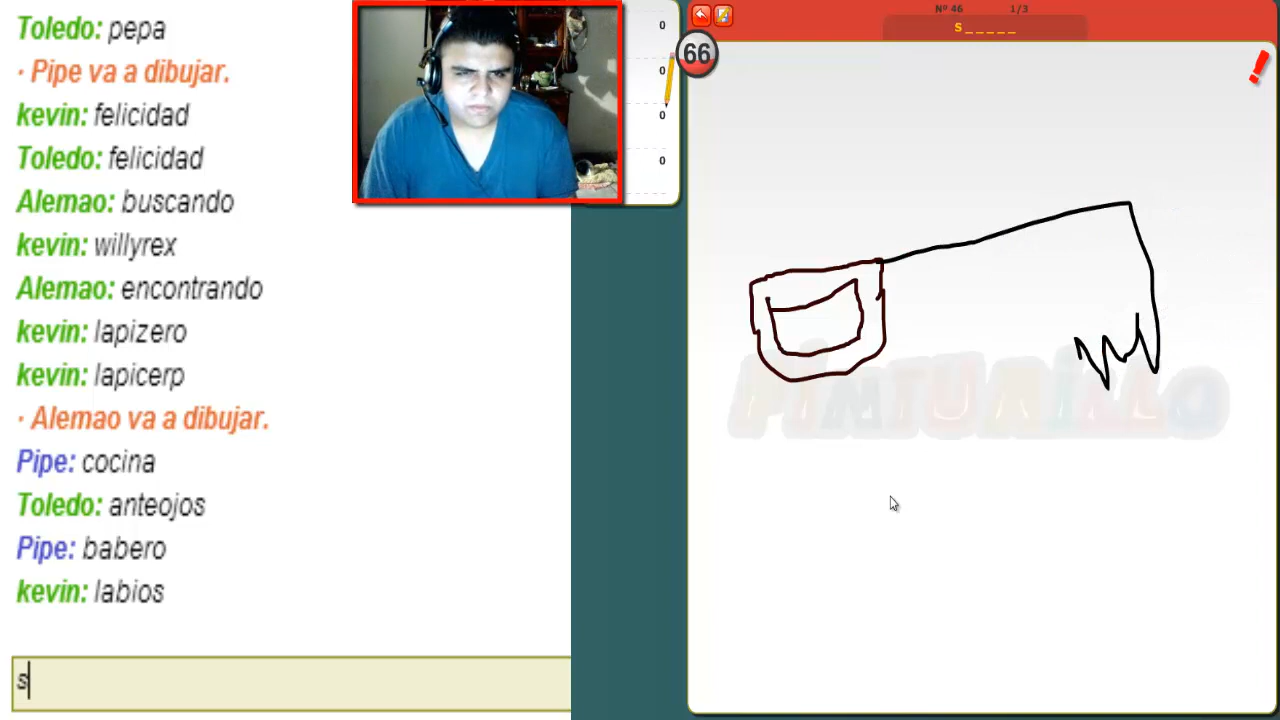 Toledo: pepa
· Pipe va a dibujar.
kevin: felicidad
Toledo: felicidad
Alemao: buscando
kevin: willyrex
Alemao: encontrando
kevin: lapizero
kevin: lapicerp
· Alemao va a dibujar.
Pipe: cocina
Toledo: anteojos
Pipe: babero
kevin: labios
s
0
0
0
0
Nº 46 1/3
S_____
66
!
PINTURILLO